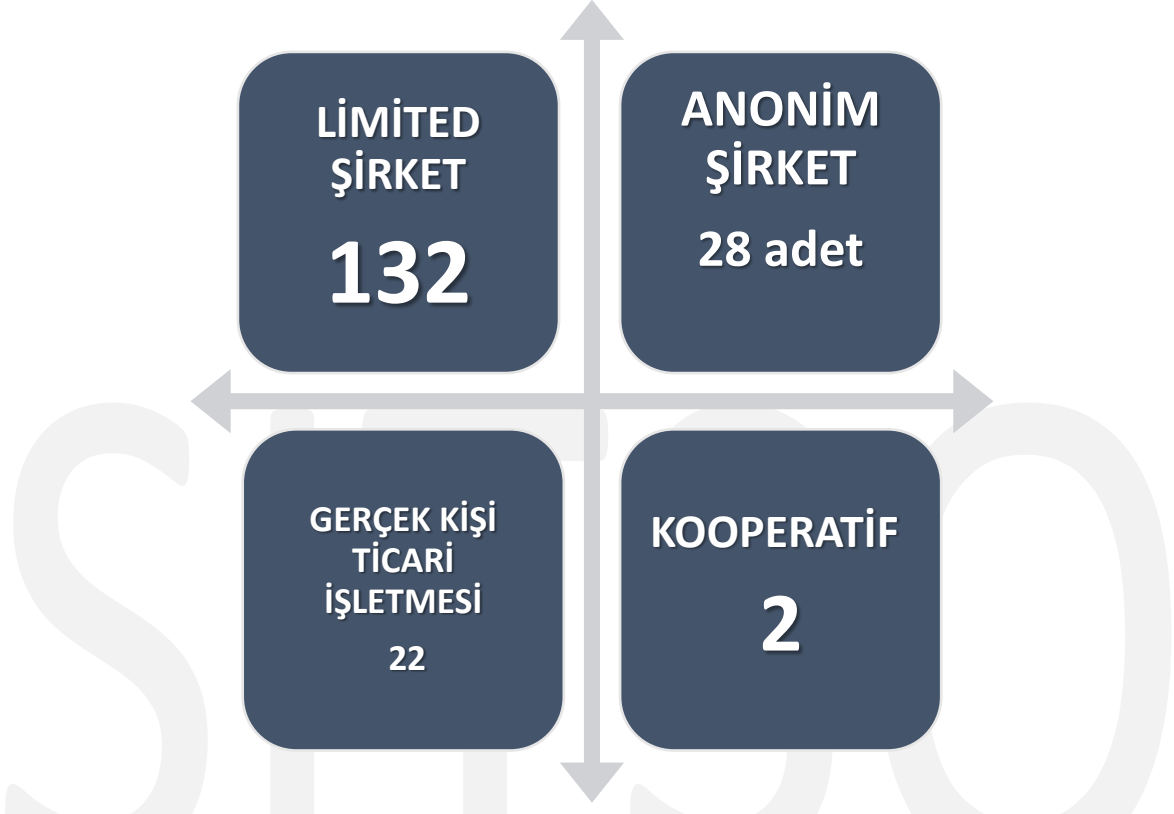 LİMİTED
ŞİRKET
132
ANONİM
ŞİRKET
28 adet
GERÇEK KİŞİ
TİCARİ
İŞLETMESİ
22
KOOPERATİF
2
SiTSO